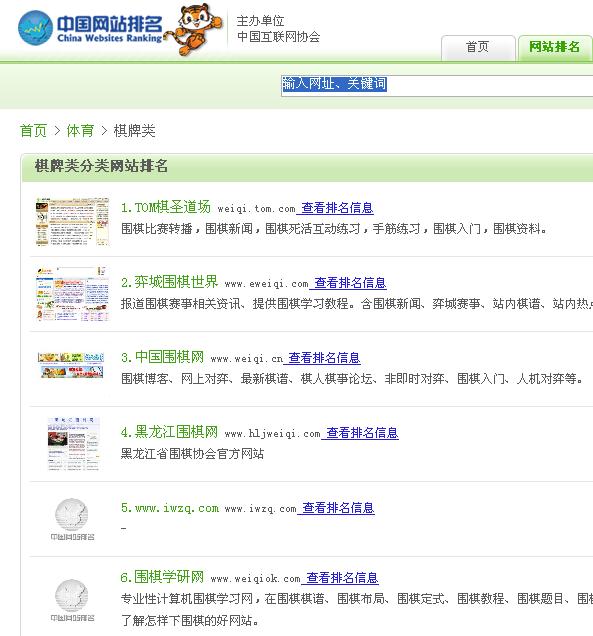 中国网站排名
China Websites Ranking
主办单位
中国互联网协会
首页
网站排名
输入网址、关键词
首页 > 体育 > 棋牌类
棋牌类分类网站排名
1.TOM棋圣道场 weiqi.tom.com 查看排名信息
围棋比赛转播，围棋新闻，围棋死活互动练习，手筋练习，围棋入门，围棋资料。
2.弈城围棋世界 www.eweiqi.com 查看排名信息
报道围棋赛事相关资讯、提供围棋学习教程。含围棋新闻、弈城赛事、站内棋谱、站内热
3.中国围棋网 www.weiqi.cn 查看排名信息
围棋博客、网上对弈、最新棋谱、棋人棋事论坛、非即时对弈、围棋入门、人机对弈等。
4.黑龙江围棋网 www.hljweiqi.com 查看排名信息
黑龙江省围棋协会官方网站
5.www.iwzq.com www.iwzq.com 查看排名信息
-
中国网站排名
6.围棋学研网 www.weiqiok.com 查看排名信息
专业性计算机围棋学习网，在围棋棋谱、围棋布局、围棋定式、围棋教程、围棋题目、围
了解怎样下围棋的好网站。
中国网站排名